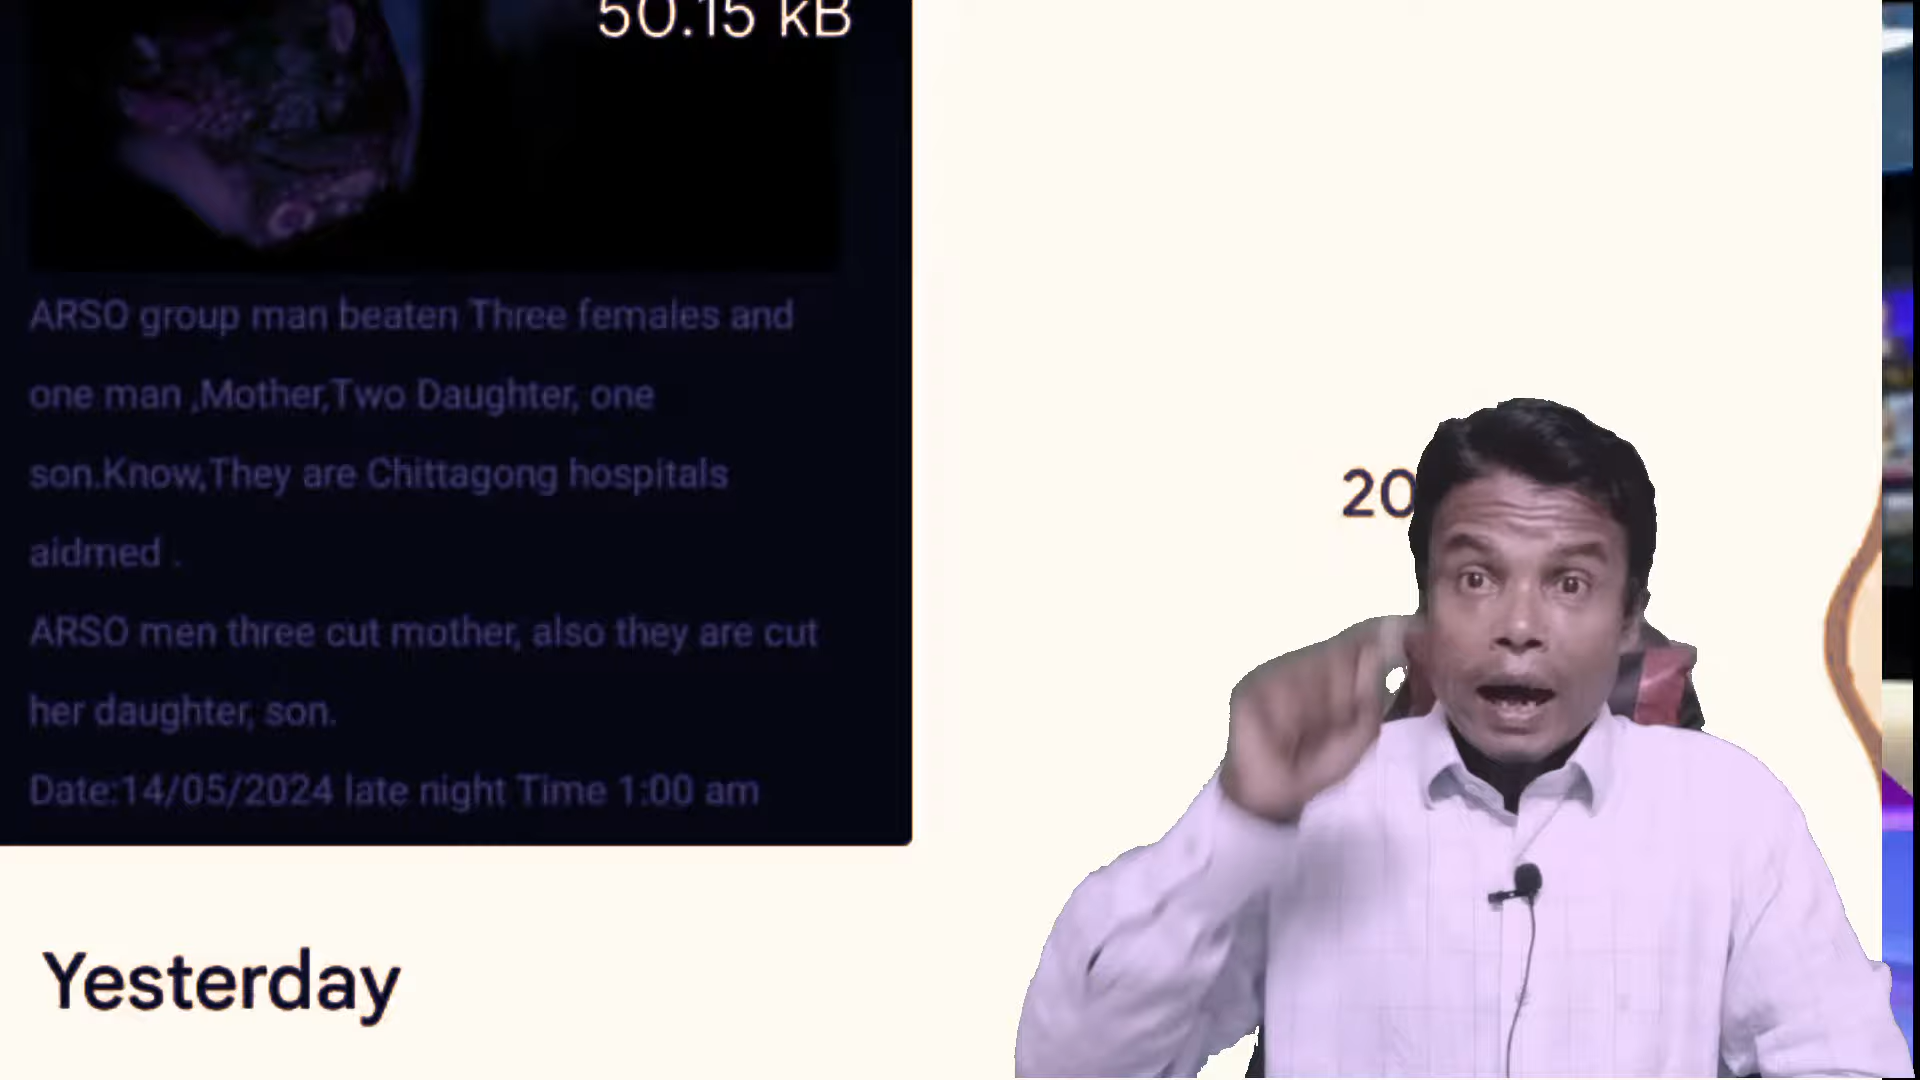 50.15 kB
ARSO group man beaten Three females and
one man ,Mother,Two Daughter, one
son.Know,They are Chittagong hospitals
aidmed .
ARSO men three cut mother, also they are cut
her daughter, son.
Date:14/05/2024 late night Time 1:00 am
20
Yesterday